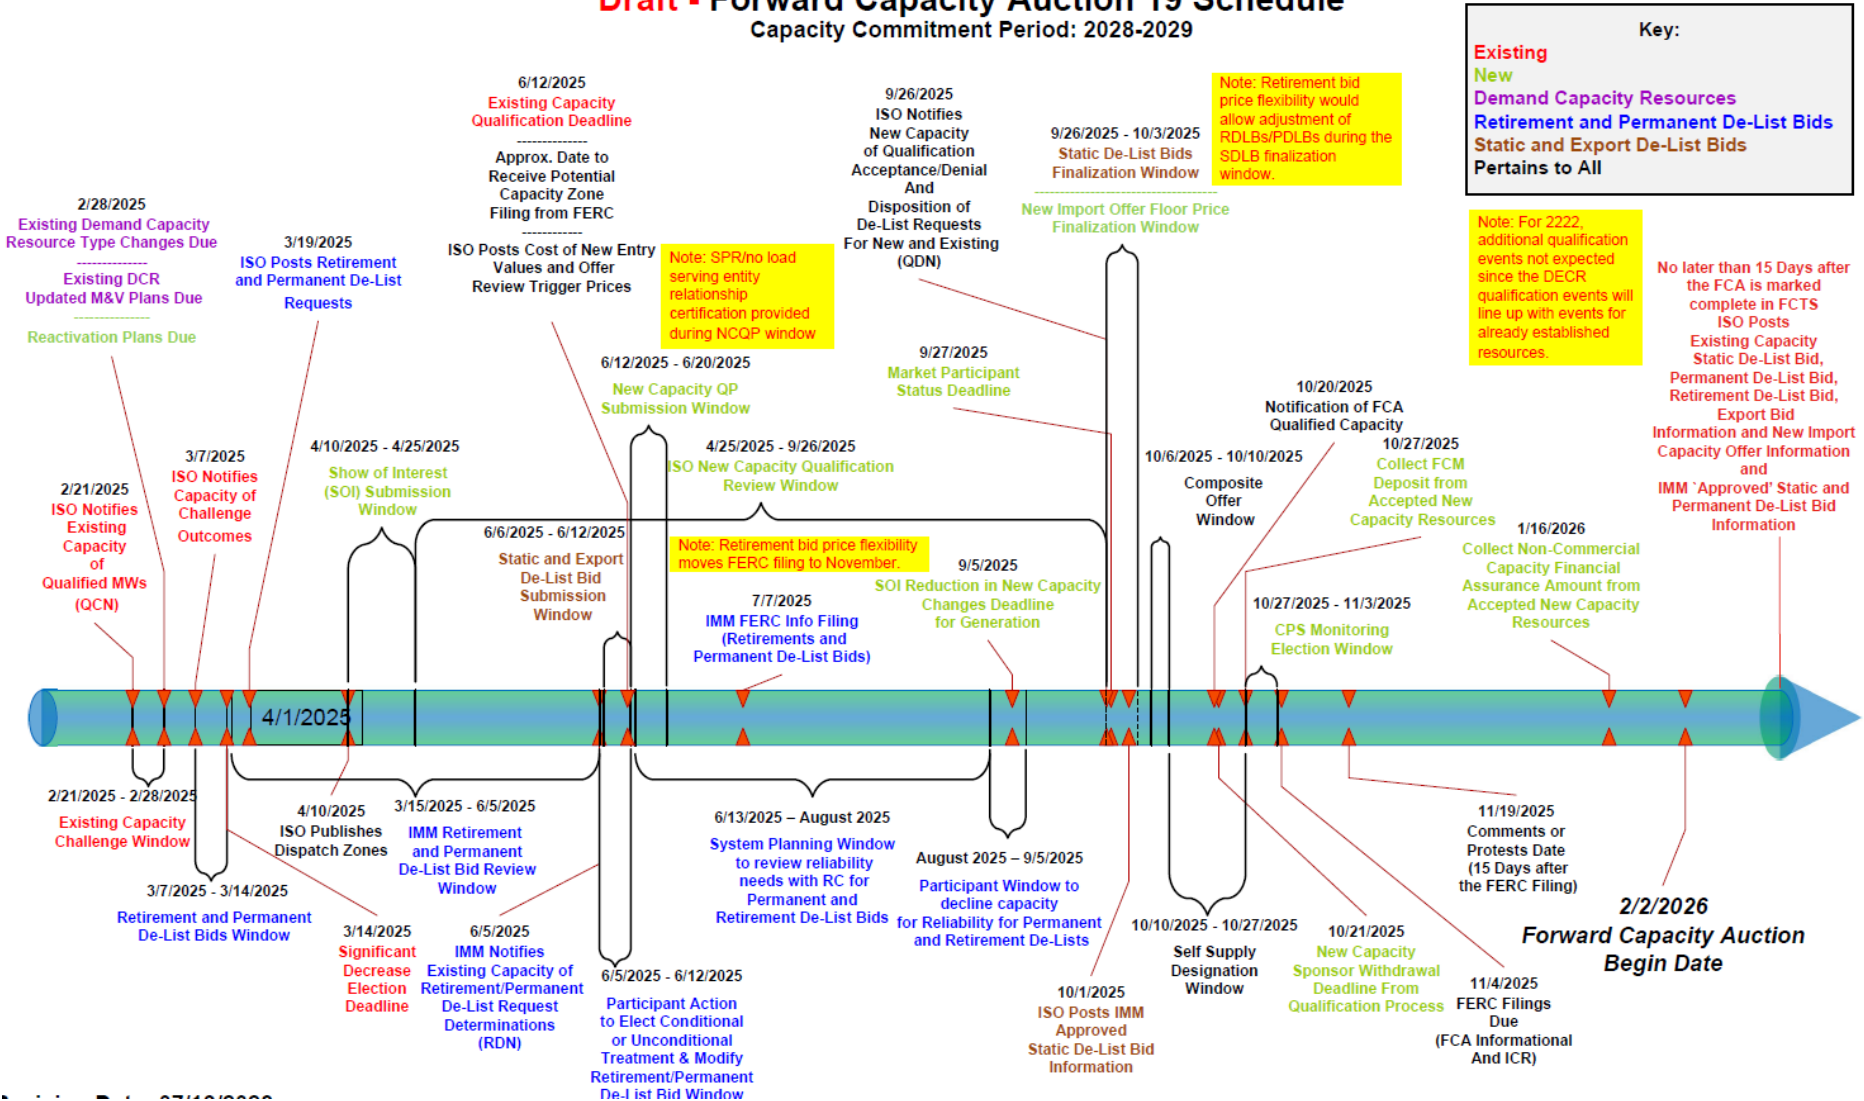 Draft - Forward Capacity Auction 19 Schedule
Capacity Commitment Period: 2028-2029
Key:
Existing
New
Demand Capacity Resources
Retirement and Permanent De-List Bids
Static and Export De-List Bids
Pertains to All
2/28/2025
Existing Demand Capacity
Resource Type Changes Due
--------------
Existing DCR
Updated M&V Plans Due
---------------
Reactivation Plans Due
3/19/2025
ISO Posts Retirement
and Permanent De-List
Requests
6/12/2025
Existing Capacity
Qualification Deadline
--------------
Approx. Date to
Receive Potential
Capacity Zone
Filing from FERC
------------
ISO Posts Cost of New Entry
Values and Offer
Review Trigger Prices
Note: SPR/no load
serving entity
relationship
certification provided
during NCQP window
9/26/2025
ISO Notifies
New Capacity
of Qualification
Acceptance/Denial
And
Disposition of
De-List Requests
For New and Existing
(QDN)
9/26/2025 - 10/3/2025
Static De-List Bids
Finalization Window
------------------------------------
New Import Offer Floor Price
Finalization Window
Note: Retirement bid
price flexibility would
allow adjustment of
RDLBs/PDLBs during the
SDLB finalization
window.
Note: For 2222,
additional qualification
events not expected
since the DECR
qualification events will
line up with events for
already established
resources.
No later than 15 Days after
the FCA is marked
complete in FCTS
ISO Posts
Existing Capacity
Static De-List Bid,
Permanent De-List Bid,
Retirement De-List Bid,
Export Bid
Information and New Import
Capacity Offer Information
and
IMM `Approved' Static and
Permanent De-List Bid
Information
2/21/2025
ISO Notifies
Existing
Capacity
of
Qualified MWs
(QCN)
3/7/2025
ISO Notifies
Capacity of
Challenge
Outcomes
4/10/2025 - 4/25/2025
Show of Interest
(SOI) Submission
Window
6/12/2025 - 6/20/2025
New Capacity QP
Submission Window
4/25/2025 - 9/26/2025
ISO New Capacity Qualification
Review Window
6/6/2025 - 6/12/2025
Static and Export
De-List Bid
Submission
Window
Note: Retirement bid price flexibility
moves FERC filing to November.
7/7/2025
IMM FERC Info Filing
(Retirements and
Permanent De-List Bids)
9/27/2025
Market Participant
Status Deadline
9/5/2025
SOI Reduction in New Capacity
Changes Deadline
for Generation
10/6/2025 - 10/10/2025
Composite
Offer
Window
10/20/2025
Notification of FCA
Qualified Capacity
10/27/2025
Collect FCM
Deposit from
Accepted New
Capacity Resources
10/27/2025 - 11/3/2025
CPS Monitoring
Election Window
1/16/2026
Collect Non-Commercial
Capacity Financial
Assurance Amount from
Accepted New Capacity
Resources
4/1/2025
2/21/2025 - 2/28/2025
Existing Capacity
Challenge Window
3/7/2025 - 3/14/2025
Retirement and Permanent
De-List Bids Window
4/10/2025
ISO Publishes
Dispatch Zones
3/14/2025
Significant
Decrease
Election
Deadline
3/15/2025 - 6/5/2025
IMM Retirement
and Permanent
De-List Bid Review
Window
6/5/2025
IMM Notifies
Existing Capacity of
Retirement/Permanent
De-List Request
Determinations
(RDN)
6/5/2025 - 6/12/2025
Participant Action
to Elect Conditional
or Unconditional
Treatment & Modify
Retirement/Permanent
De-List Bid Window
6/13/2025 – August 2025
System Planning Window
to review reliability
needs with RC for
Permanent and
Retirement De-List Bids
August 2025 – 9/5/2025
Participant Window to
decline capacity
for Reliability for Permanent
and Retirement De-Lists
10/1/2025
ISO Posts IMM
Approved
Static De-List Bid
Information
10/10/2025 - 10/27/2025
Self Supply
Designation
Window
10/21/2025
New Capacity
Sponsor Withdrawal
Deadline From
Qualification Process
11/4/2025
FERC Filings
Due
(FCA Informational
And ICR)
11/19/2025
Comments or
Protests Date
(15 Days after
the FERC Filing)
2/2/2026
Forward Capacity Auction
Begin Date